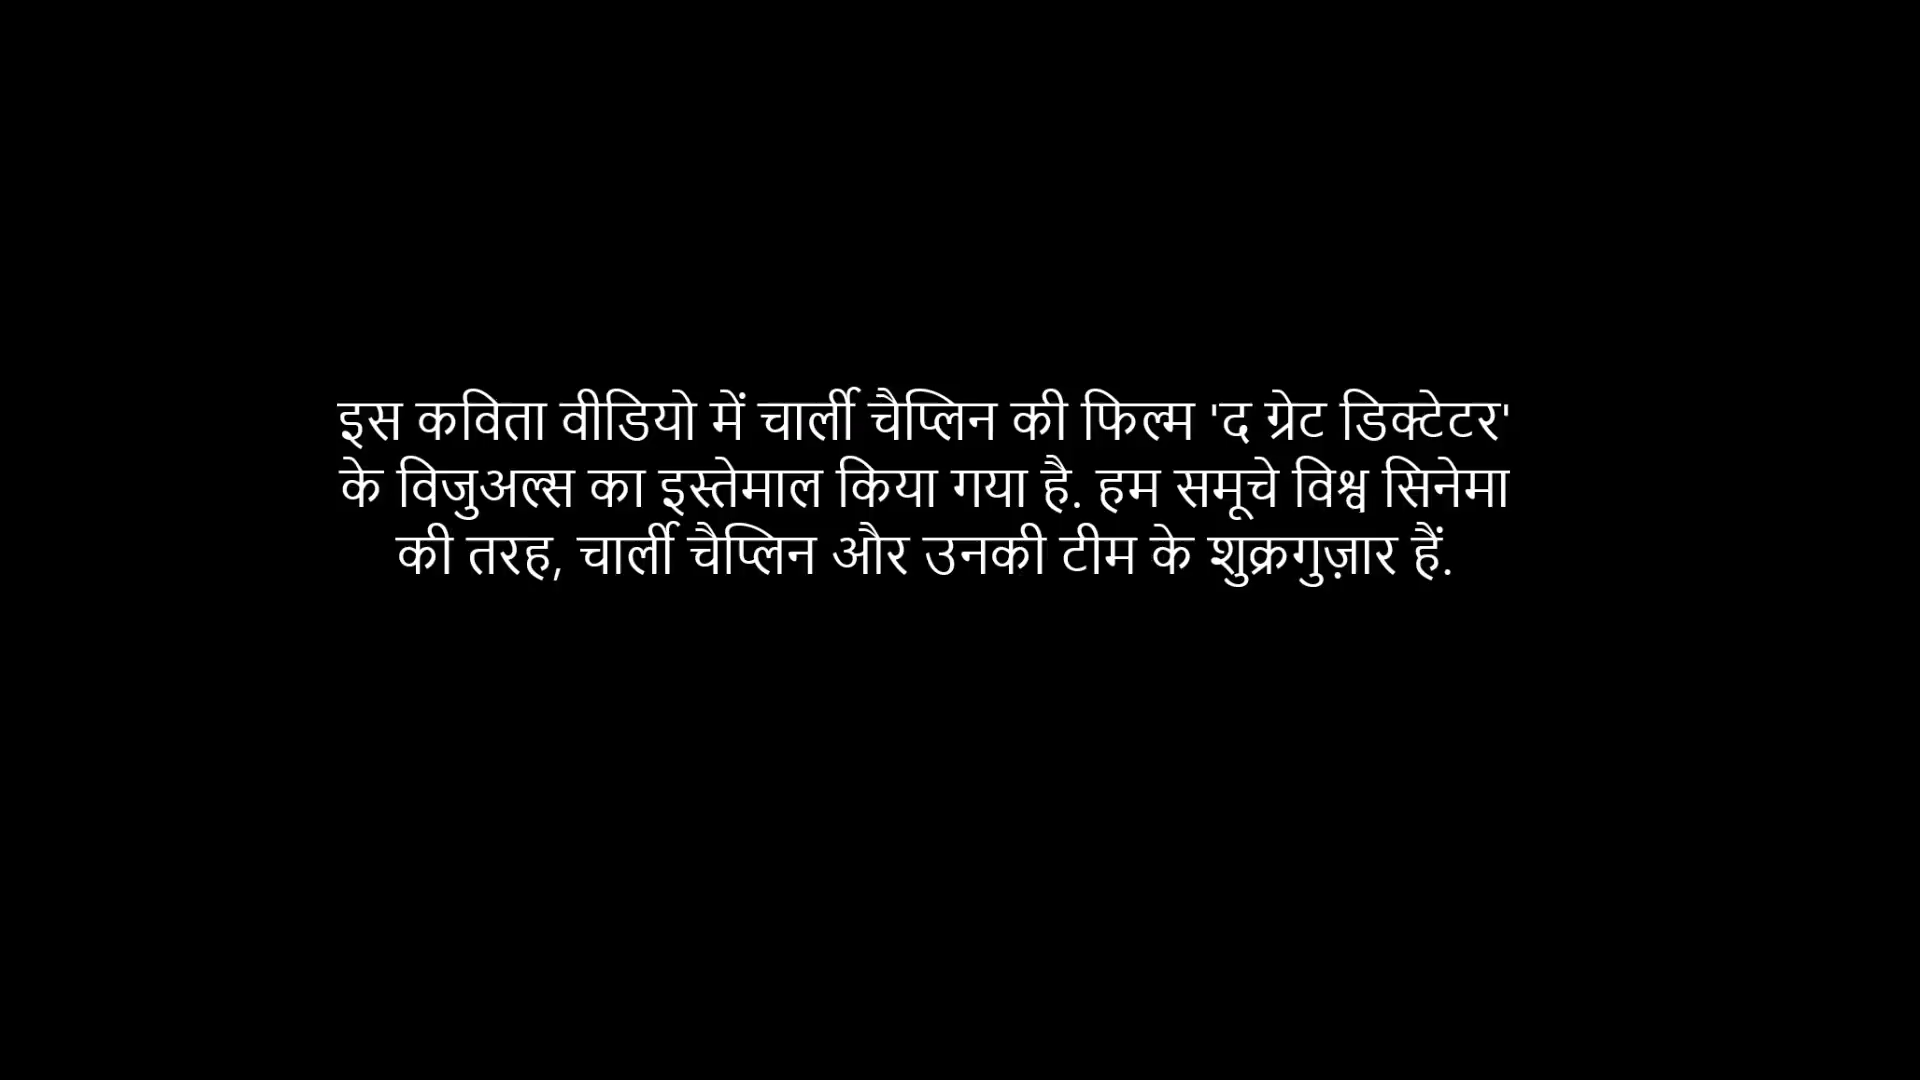 इस कविता वीडियो में चार्ली चैप्लिन की फिल्म 'द ग्रेट डिक्टेटर'
के विजुअल्स का इस्तेमाल किया गया है. हम समूचे विश्व सिनेमा
की तरह, चार्ली चैप्लिन और उनकी टीम के शुक्रगुज़ार हैं.